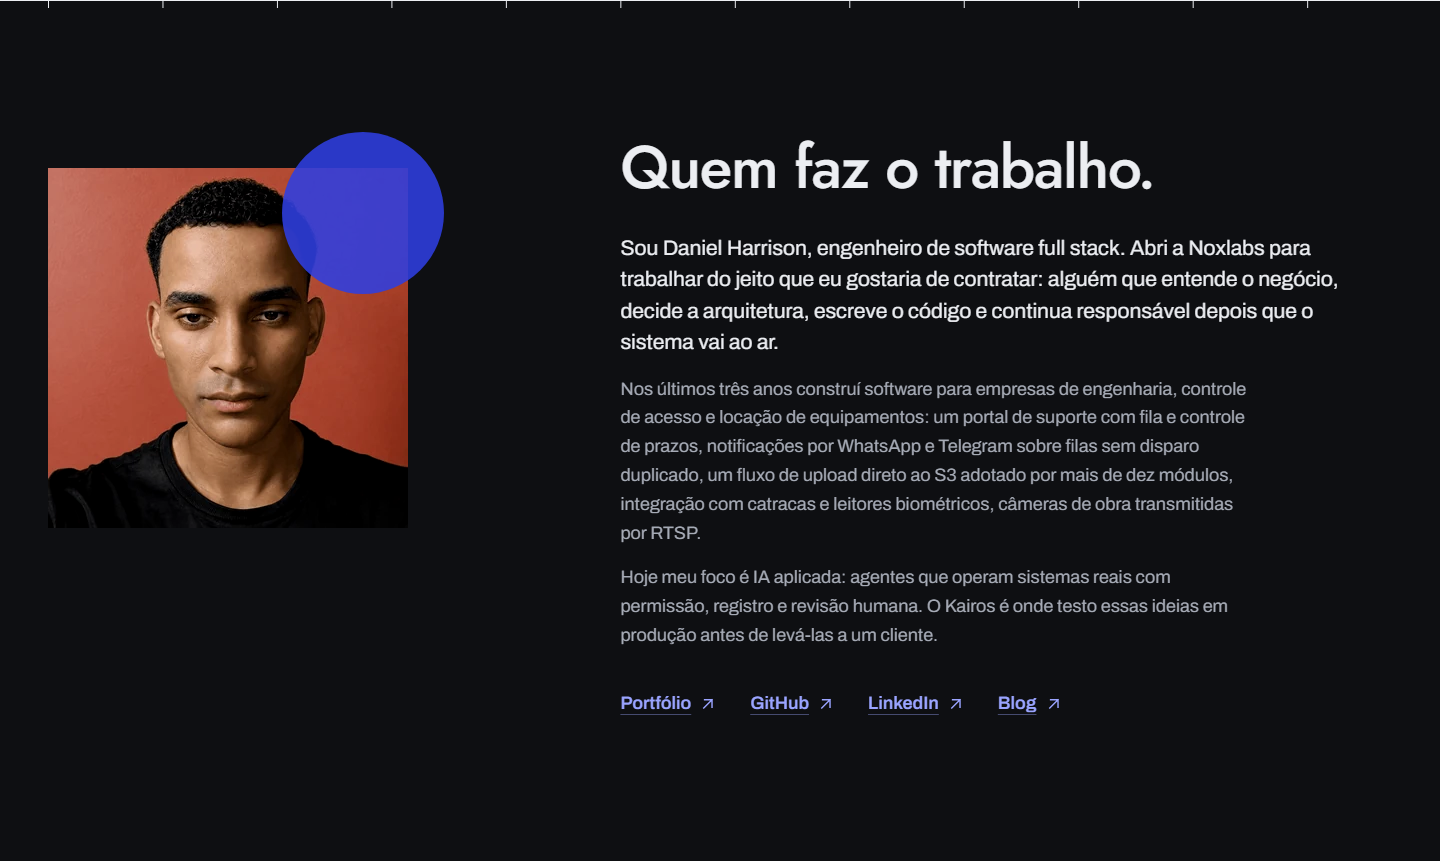 Quem faz o trabalho.
Sou Daniel Harrison, engenheiro de software full stack. Abri a Noxlabs para
trabalhar do jeito que eu gostaria de contratar: alguém que entende o negócio,
decide a arquitetura, escreve o código e continua responsável depois que o
sistema vai ao ar.
Nos últimos três anos construí software para empresas de engenharia, controle
de acesso e locação de equipamentos: um portal de suporte com fila e controle
de prazos, notificações por WhatsApp e Telegram sobre filas sem disparo
duplicado, um fluxo de upload direto ao S3 adotado por mais de dez módulos,
integração com catracas e leitores biométricos, câmeras de obra transmitidas
por RTSP.
Hoje meu foco é IA aplicada: agentes que operam sistemas reais com
permissão, registro e revisão humana. O Kairos é onde testo essas ideias em
produção antes de levá-las a um cliente.
Portfólio GitHub LinkedIn Blog